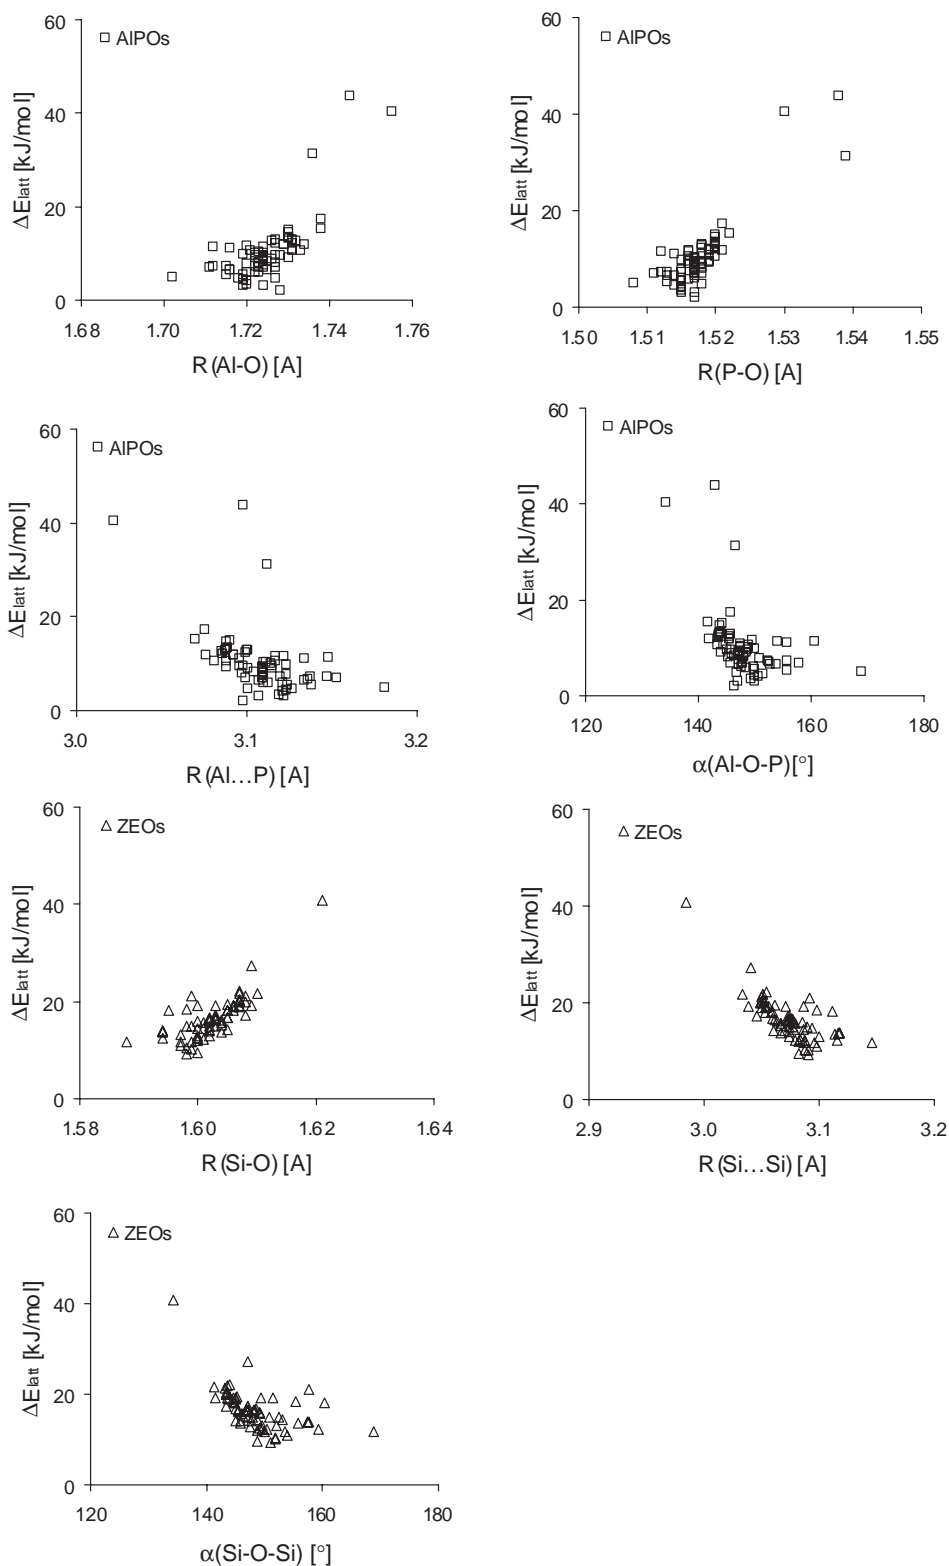 60
AlPOs
ΔElatt [kJ/mol]
40
20
0
1.68 1.70 1.72 1.74 1.76
R(Al-O) [A]
60
AlPOs
ΔElatt [kJ/mol]
40
20
0
1.50 1.51 1.52 1.53 1.54 1.55
R(P-O) [A]
60
AlPOs
ΔElatt [kJ/mol]
40
20
0
3.0 3.1 3.2
R(Al...P) [A]
60
AlPOs
ΔElatt [kJ/mol]
40
20
0
120 140 160 180
α(Al-O-P)[°]
60
ZEOs
ΔElatt [kJ/mol]
40
20
0
1.58 1.60 1.62 1.64
R(Si-O) [A]
60
ZEOs
ΔElatt [kJ/mol]
40
20
0
2.9 3.0 3.1 3.2
R(Si...Si) [A]
60
ZEOs
ΔElatt [kJ/mol]
40
20
0
120 140 160 180
α(Si-O-Si) [°]